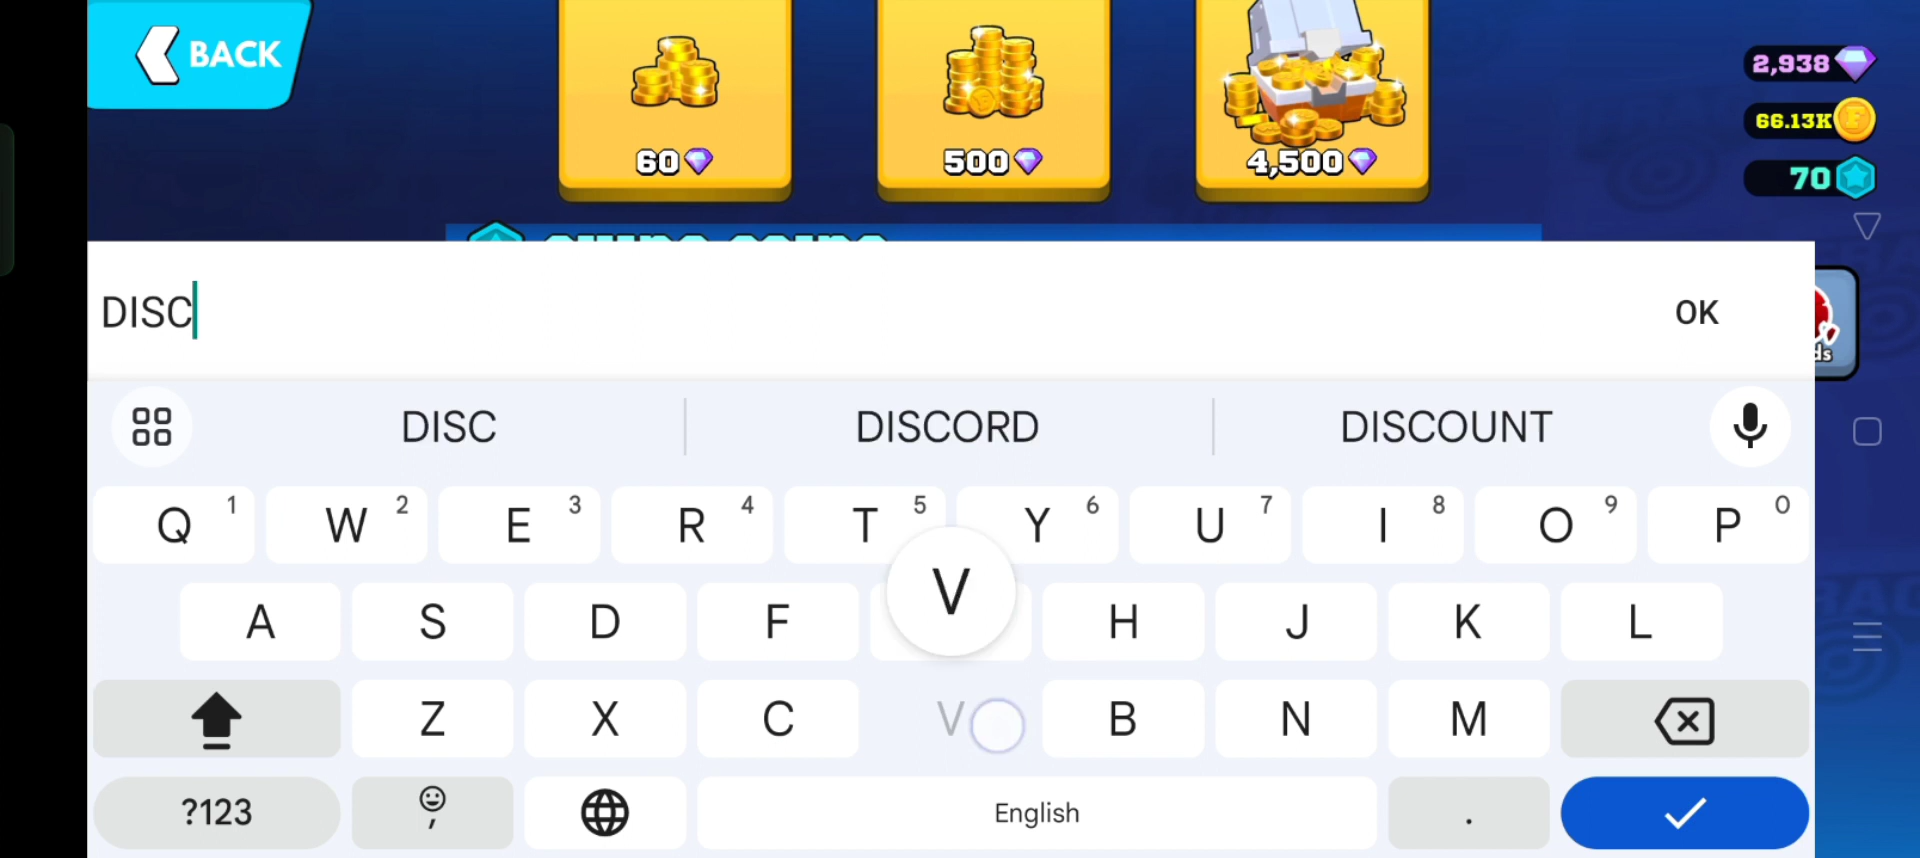 BACK
2,938
66.13K
60
500
4,500
70
DISC
OK
ds
DISC
DISCORD
DISCOUNT
Q 1 W 2 E 3 R 4 T 5 Y 6 U 7 I 8 O 9 P 0
V
A S D F H J K L
Z X C V B N M
?123 , English .